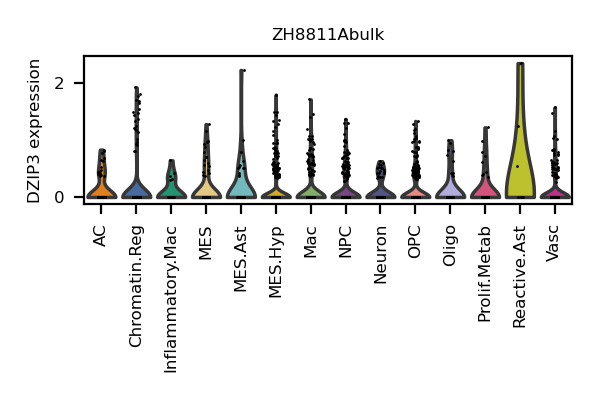 ZH8811Abulk
DZIP3 expression
2
0
AC
Chromatin.Reg
Inflammatory.Mac
MES
MES.Ast
MES.Hyp
Mac
NPC
Neuron
OPC
Oligo
Prolif.Metab
Reactive.Ast
Vasc